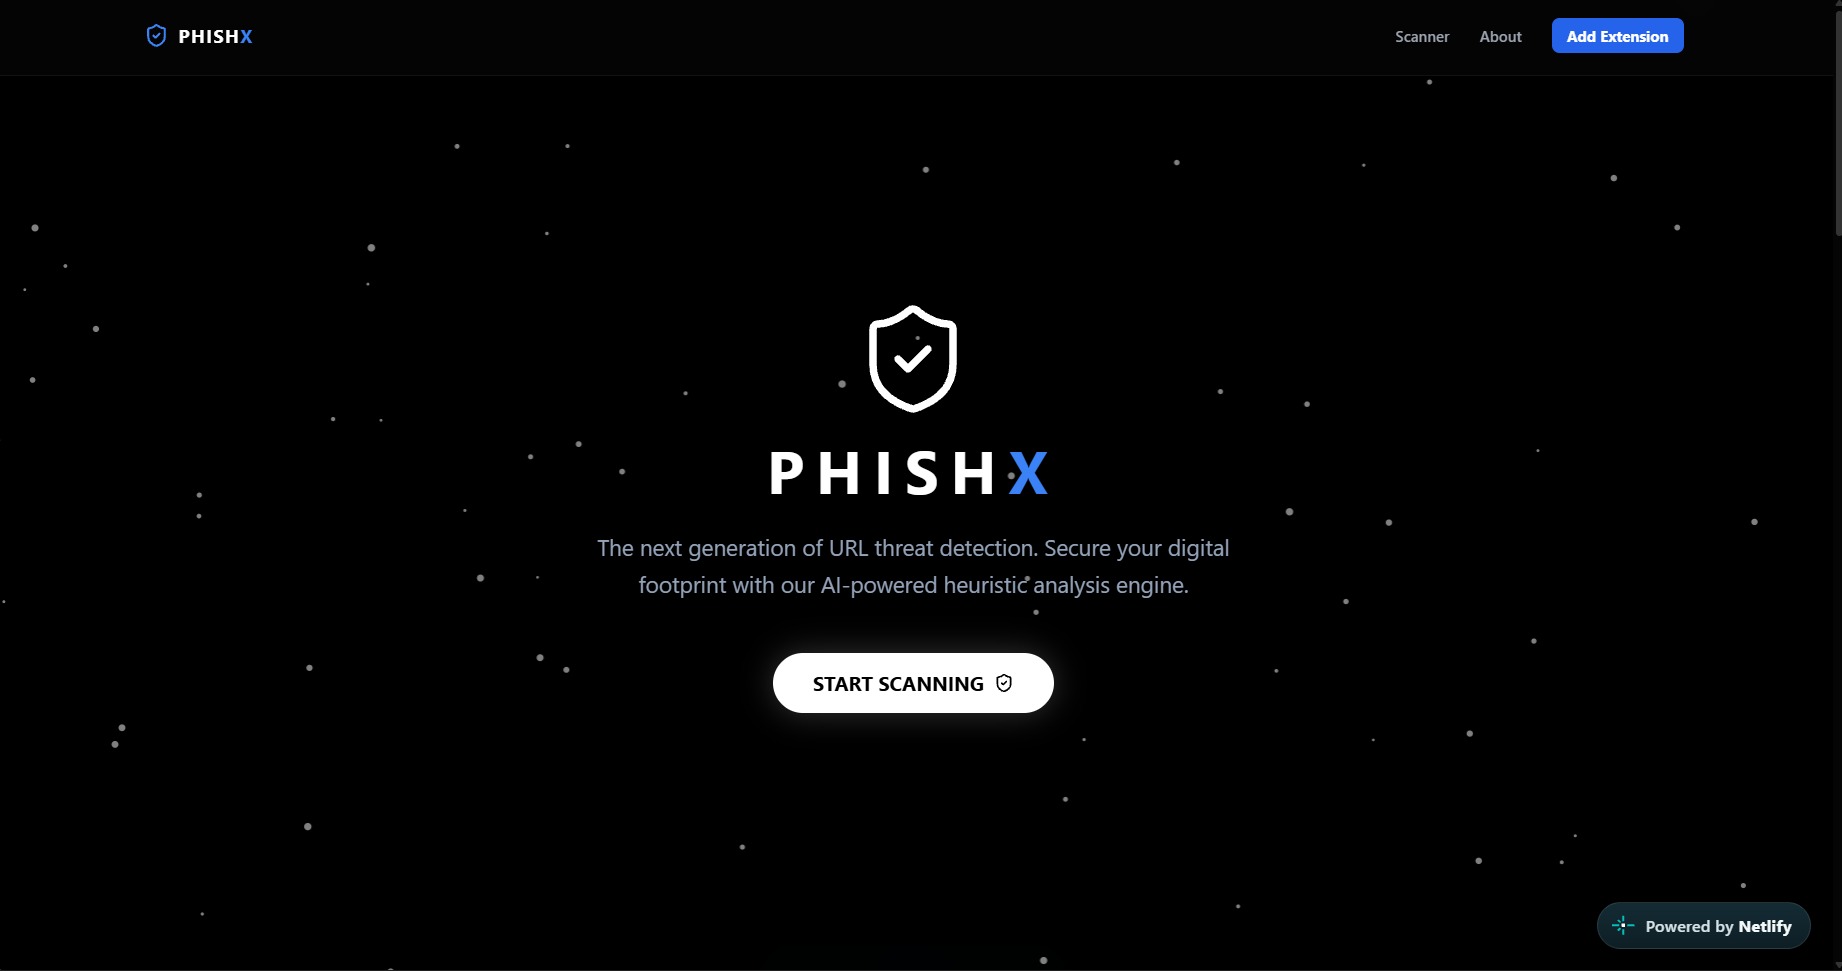 PHISHX
Scanner
About
Add Extension
PHISHX
The next generation of URL threat detection. Secure your digital
footprint with our AI-powered heuristic analysis engine.
START SCANNING
Powered by Netlify